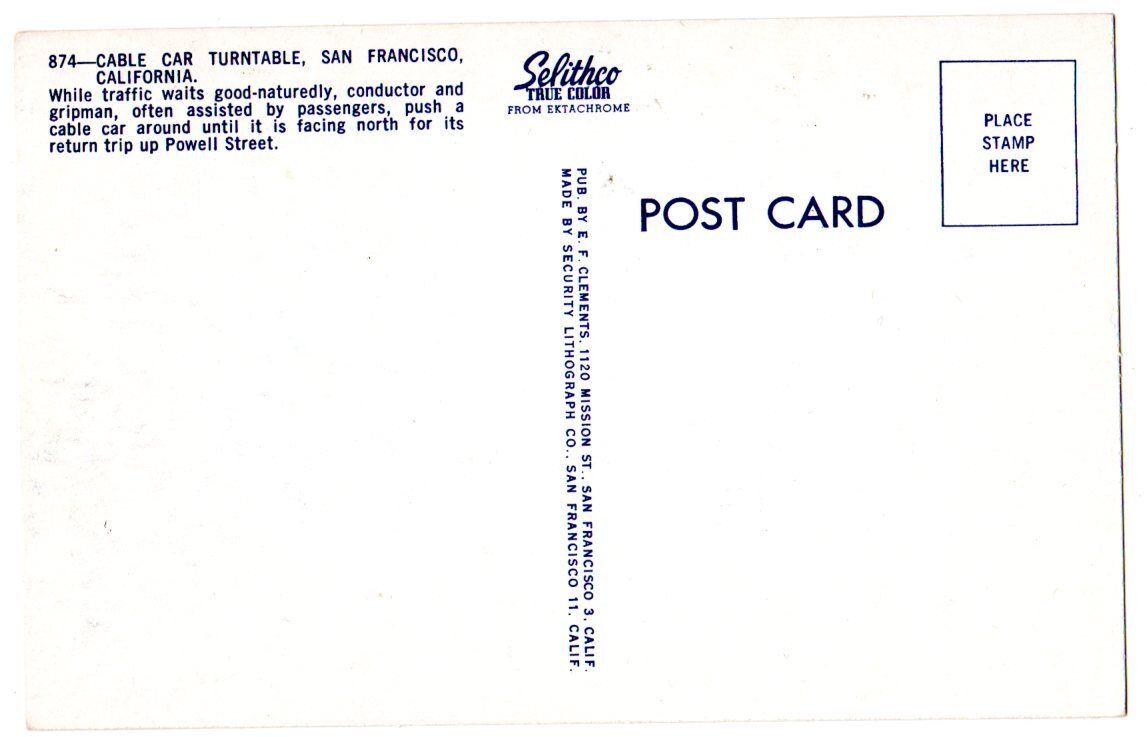 874—CABLE CAR TURNTABLE, SAN FRANCISCO,
CALIFORNIA.
While traffic waits good-naturedly, conductor and
gripman, often assisted by passengers, push a
cable car around until it is facing north for its
return trip up Powell Street.
Selithco
TRUE COLOR
FROM EKTACHROME
PLACE
STAMP
HERE
POST CARD
PUB. BY E. F. CLEMENTS, 1120 MISSION ST., SAN FRANCISCO 3, CALIF.
MADE BY SECURITY LITHOGRAPH CO., SAN FRANCISCO 11, CALIF.